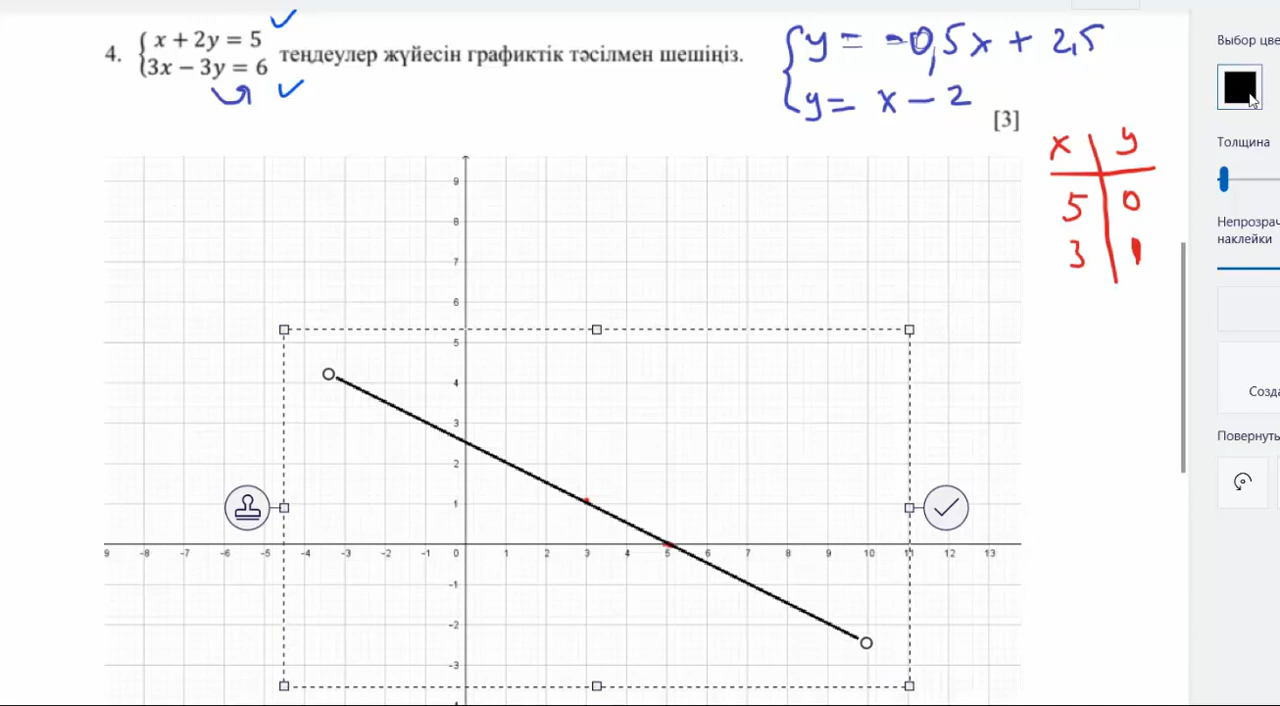 4. { x + 2y = 5
3x − 3y = 6 теңдеулер жүйесін графиктік тәсілмен шешіңіз.
{ y = -0,5x + 2,5
y = x - 2
[3]
x y
5 0
3 1
9
8
7
6
5
4
3
2
1
9 -8 -7 -6 -5 -4 -3 -2 -1 0 1 2 3 4 5 6 7 8 9 10 11 12 13
-1
-2
-3
Выбор цве
Толщина
Непрозрач
наклейки
Созда
Повернуть